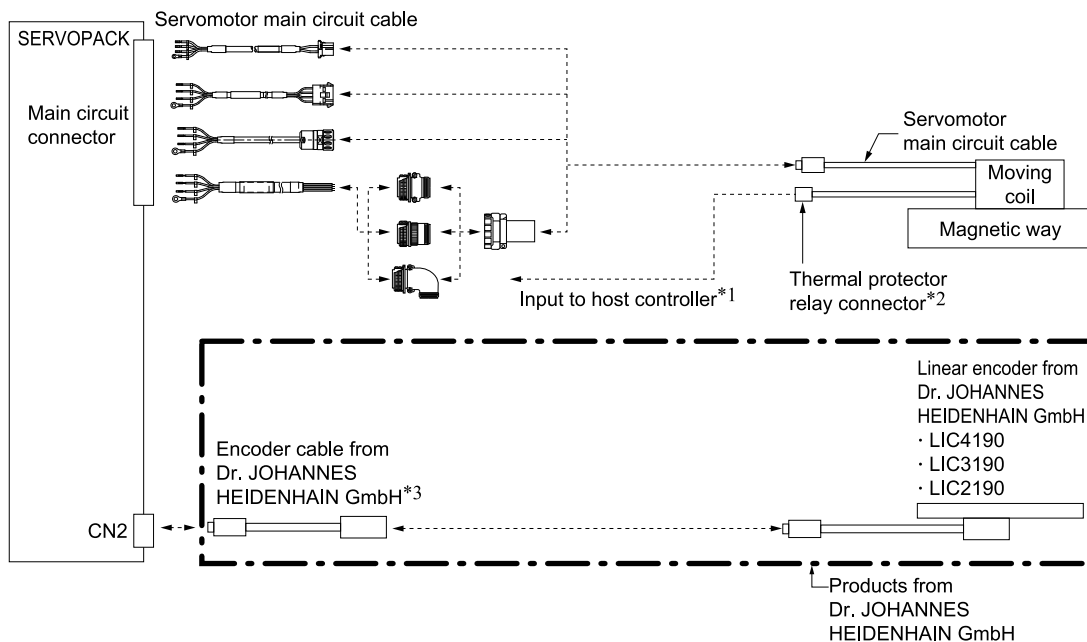 Servomotor main circuit cable
SERVOPACK
Main circuit
connector
Servomotor
main circuit cable
Moving
coil
Magnetic way
Input to host controller*1
Thermal protector
relay connector*2
Linear encoder from
Dr. JOHANNES
HEIDENHAIN GmbH
· LIC4190
· LIC3190
· LIC2190
Encoder cable from
Dr. JOHANNES
HEIDENHAIN GmbH*3
CN2
Products from
Dr. JOHANNES
HEIDENHAIN GmbH